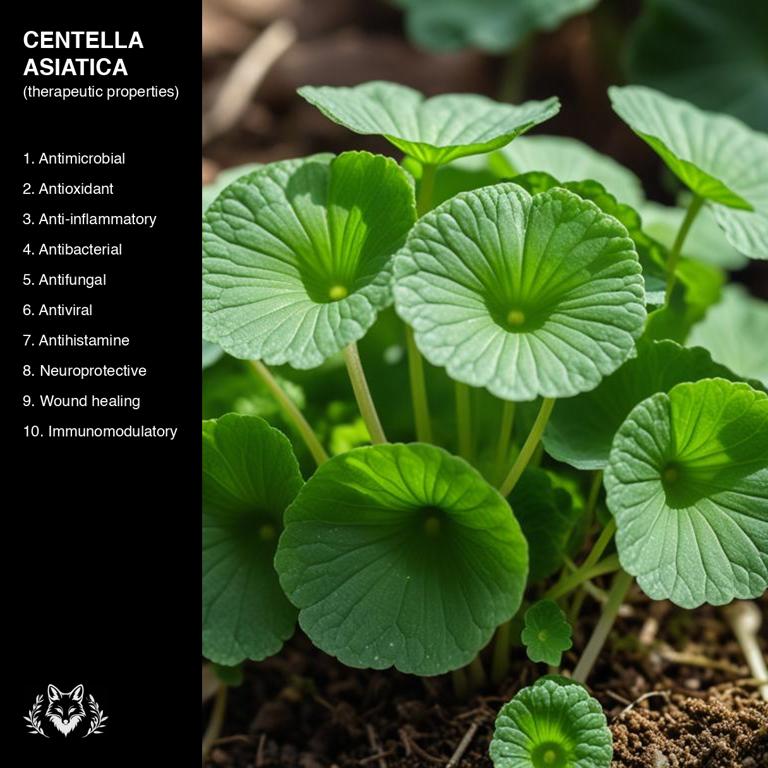 CENTELLA
ASIATICA
(therapeutic properties)
1. Antimicrobial
2. Antioxidant
3. Anti-inflammatory
4. Antibacterial
5. Antifungal
6. Antiviral
7. Antihistamine
8. Neuroprotective
9. Wound healing
10. Immunomodulatory